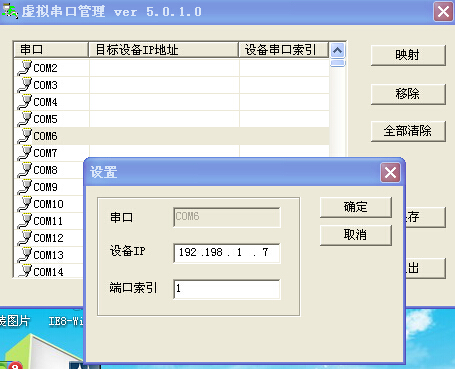 虚拟串口管理 ver 5.0.1.0
串口 目标设备IP地址 设备串口索引
映射
COM2
COM3
移除
COM4
COM5
全部清除
COM6
COM7
COM8
COM9
COM10
COM11
存
COM12
COM13
COM14
出
设置
串口 COM6
确定
取消
设备IP 192 .198 . 1 . 7
端口索引 1
装图片 IE8-Wi